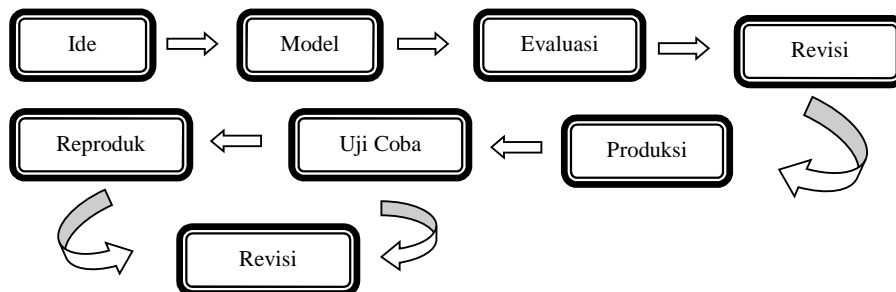 Ide
Model
Evaluasi
Revisi
Produksi
Uji Coba
Reproduk
Revisi